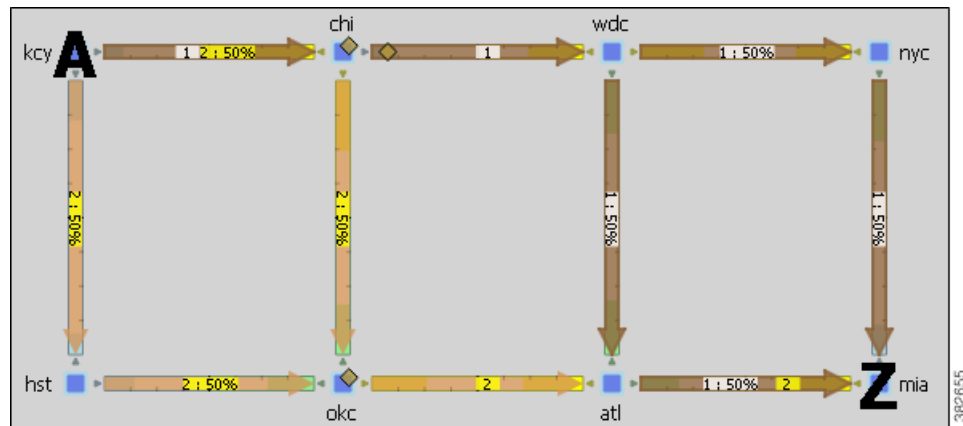 chi
wdc
kcy
A
1 2 : 50%
1
1 : 50%
nyc
2 : 50%
2 : 50%
1 : 50%
1 : 50%
hst
2 : 50%
2
1 : 50% 2
Z
mia
okc
atl
382655